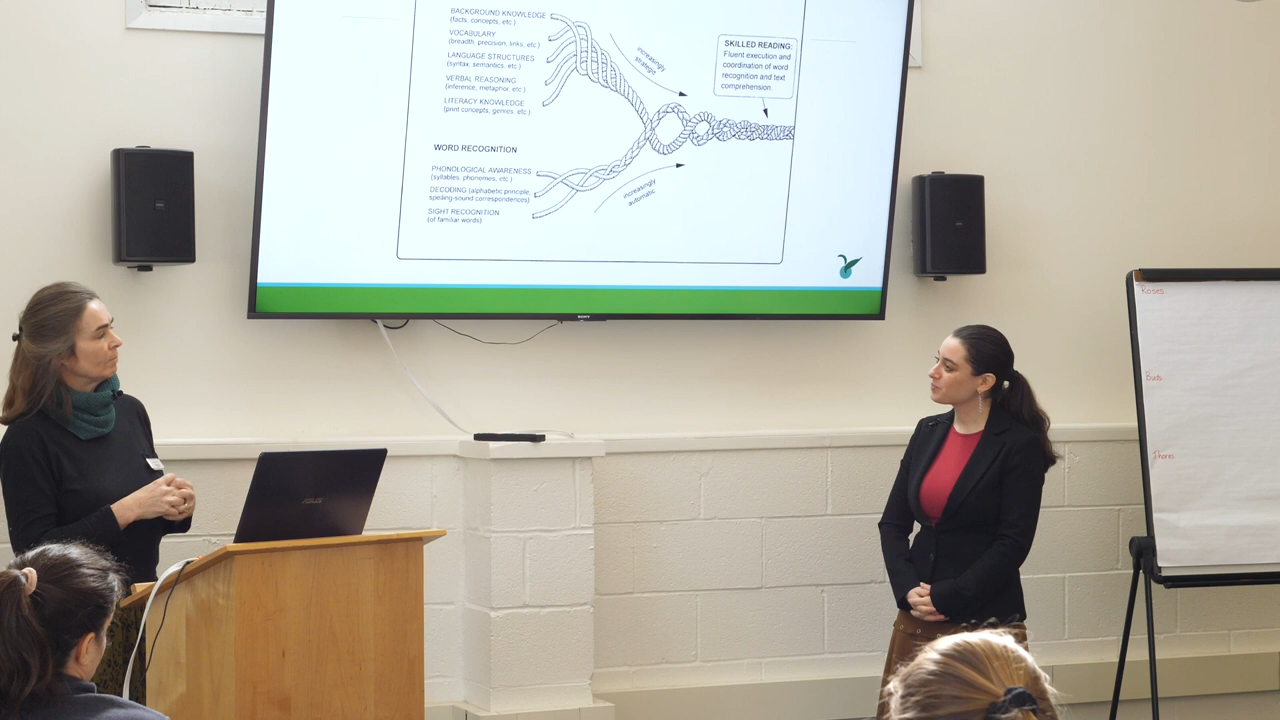 BACKGROUND KNOWLEDGE
(facts, concepts, etc.)
VOCABULARY
(breadth, precision, links, etc.)
LANGUAGE STRUCTURES
(syntax, semantics, etc.)
VERBAL REASONING
(inference, metaphor, etc.)
LITERACY KNOWLEDGE
(print concepts, genres, etc.)
increasingly
strategic
SKILLED READING:
Fluent execution and
coordination of word
recognition and text
comprehension.
WORD RECOGNITION
PHONOLOGICAL AWARENESS
(syllables, phonemes, etc.)
DECODING (alphabetic principle,
spelling-sound correspondences)
SIGHT RECOGNITION
(of familiar words)
increasingly
automatic
SONY
ASUS
Roses
Buds
Thorns